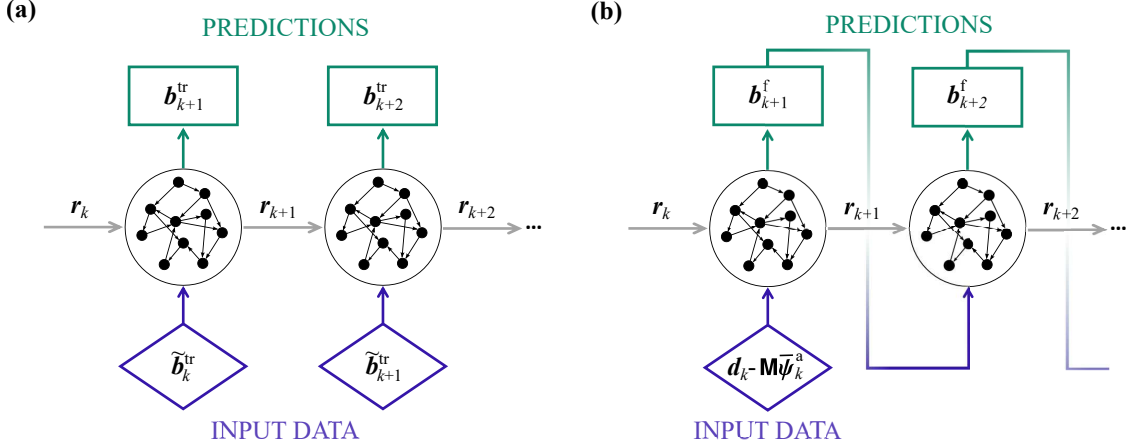 (a)
PREDICTIONS
b^tr_{k+1}
b^tr_{k+2}
r_k
r_{k+1}
r_{k+2}
...
b̃^tr_k
b̃^tr_{k+1}
INPUT DATA
(b)
PREDICTIONS
b^f_{k+1}
b^f_{k+2}
r_k
r_{k+1}
r_{k+2}
...
d_k - Mψ̄^a_k
INPUT DATA